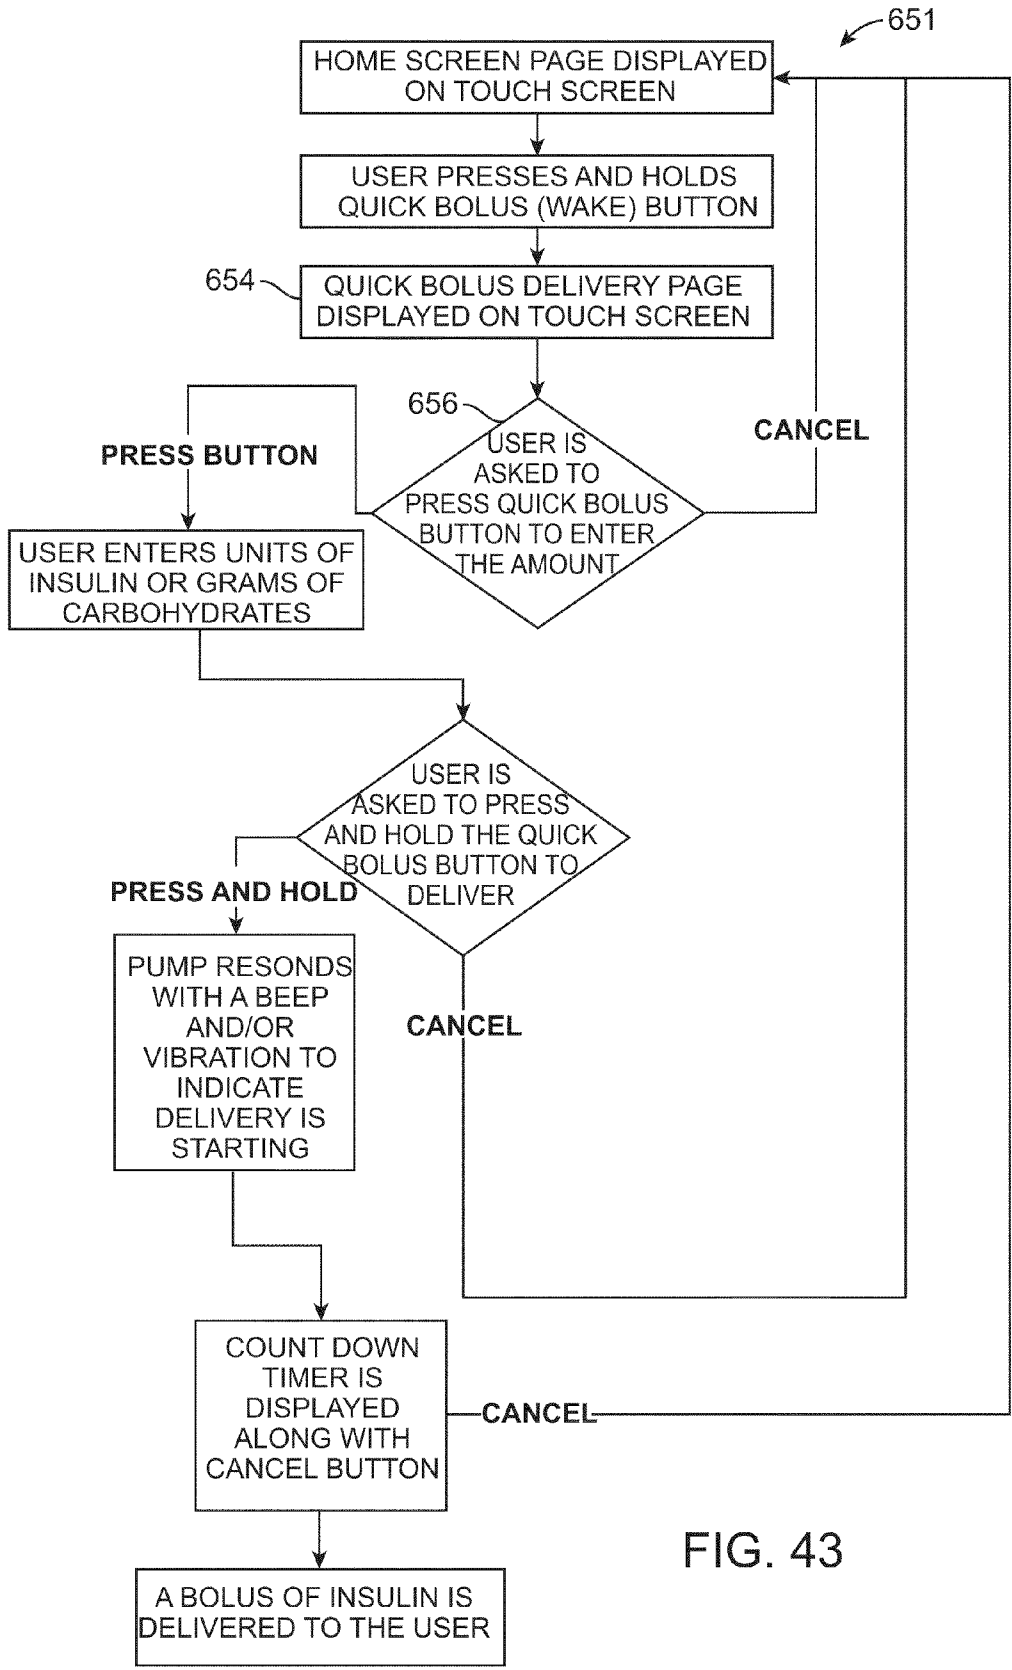 651
HOME SCREEN PAGE DISPLAYED
ON TOUCH SCREEN
USER PRESSES AND HOLDS
QUICK BOLUS (WAKE) BUTTON
654
QUICK BOLUS DELIVERY PAGE
DISPLAYED ON TOUCH SCREEN
656
CANCEL
PRESS BUTTON
USER IS
ASKED TO
PRESS QUICK BOLUS
BUTTON TO ENTER
THE AMOUNT
USER ENTERS UNITS OF
INSULIN OR GRAMS OF
CARBOHYDRATES
USER IS
ASKED TO PRESS
AND HOLD THE QUICK
BOLUS BUTTON TO
DELIVER
PRESS AND HOLD
PUMP RESONDS
WITH A BEEP
AND/OR
VIBRATION TO
INDICATE
DELIVERY IS
STARTING
CANCEL
COUNT DOWN
TIMER IS
DISPLAYED
ALONG WITH
CANCEL BUTTON
CANCEL
A BOLUS OF INSULIN IS
DELIVERED TO THE USER
FIG. 43